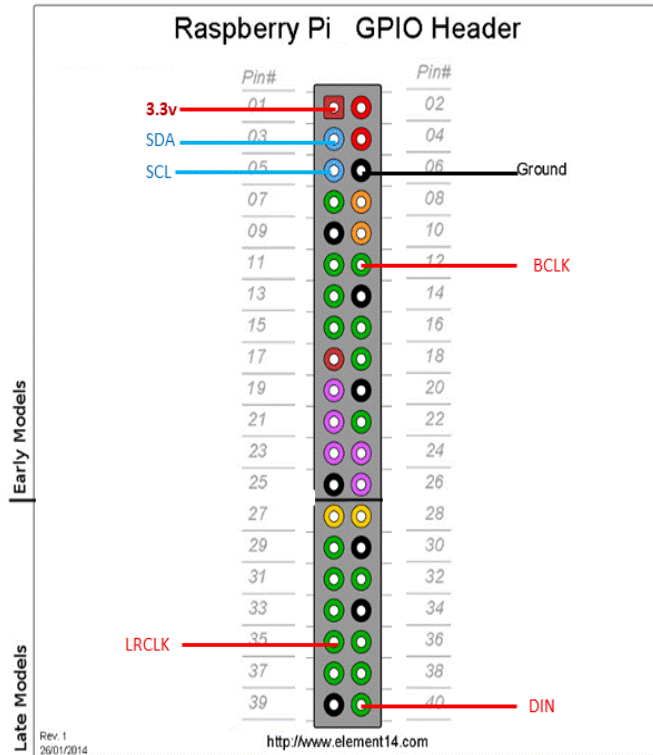 Raspberry Pi GPIO Header
Pin# Pin#
3.3v 01 02
SDA 03 04
SCL 05 06 Ground
07 08
09 10
11 12 BCLK
13 14
15 16
17 18
19 20
21 22
23 24
25 26
Early Models
27 28
29 30
31 32
33 34
LRCLK 35 36
37 38
39 40 DIN
Late Models
Rev. 1
26/01/2014
http://www.element14.com